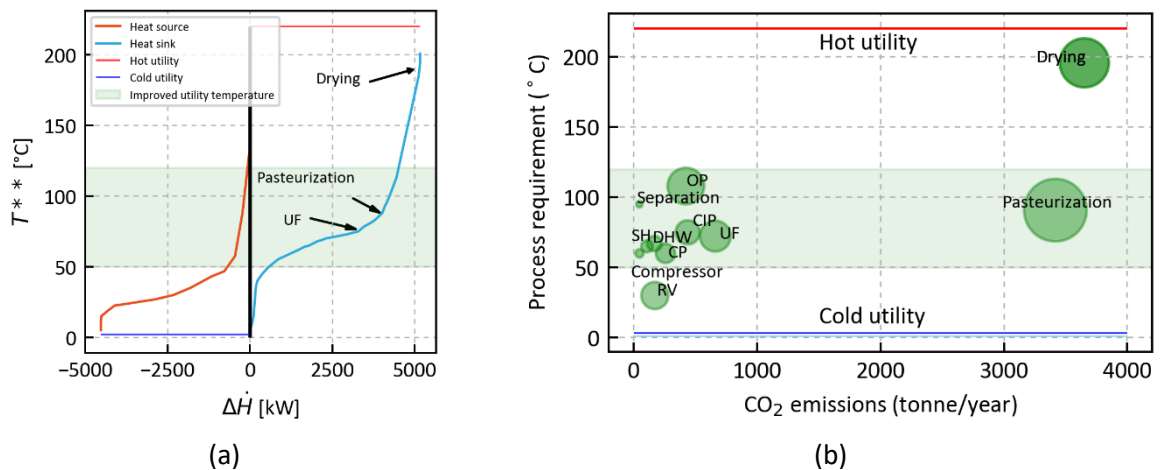 Heat source
Heat sink
Hot utility
Cold utility
Improved utility temperature
Drying
Pasteurization
UF
200
150
100
50
0
T** [°C]
−5000 −2500 0 2500 5000
ΔḢ [kW]
(a)
Hot utility
Drying
OP
Separation
Pasteurization
CIP
SH DHW UF
CP
Compressor
RV
Cold utility
200
150
100
50
0
Process requirement (°C)
0 1000 2000 3000 4000
CO₂ emissions (tonne/year)
(b)